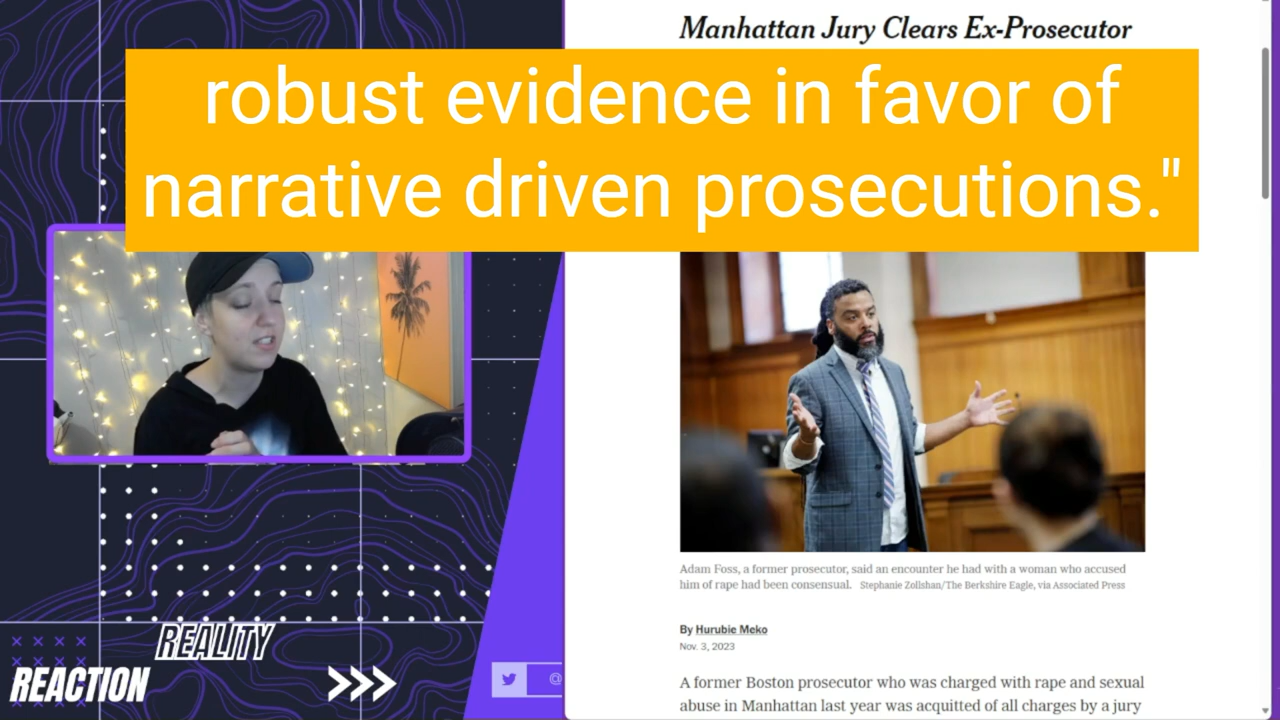 Manhattan Jury Clears Ex-Prosecutor
robust evidence in favor of
narrative driven prosecutions."
Adam Foss, a former prosecutor, said an encounter he had with a woman who accused
him of rape had been consensual. Stephanie Zollshan/The Berkshire Eagle, via Associated Press
By Hurubie Meko
Nov. 3, 2023
A former Boston prosecutor who was charged with rape and sexual
abuse in Manhattan last year was acquitted of all charges by a jury
REALITY
REACTION
@